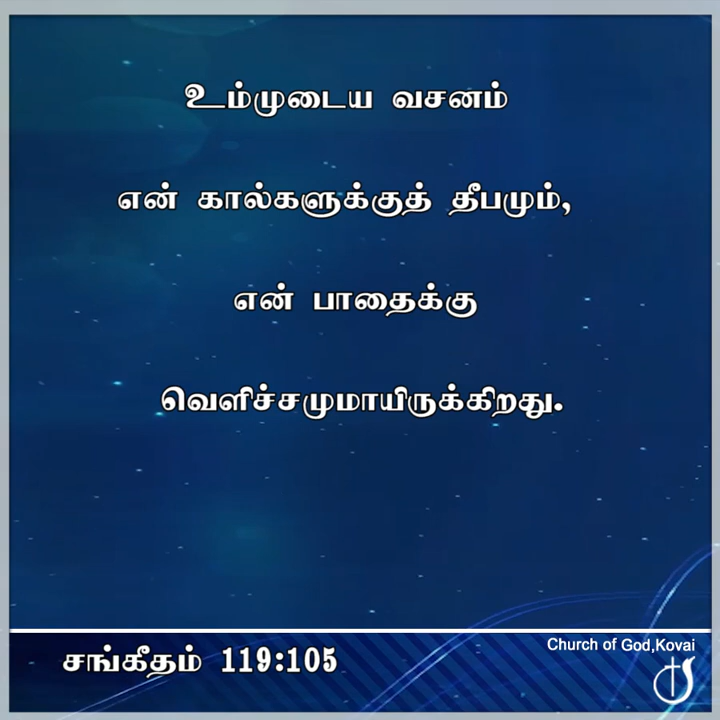 உம்முடைய வசனம்
என் கால்களுக்குத் தீபமும்,
என் பாதைக்கு
வெளிச்சமுமாயிருக்கிறது.
சங்கீதம் 119:105
Church of God,Kovai